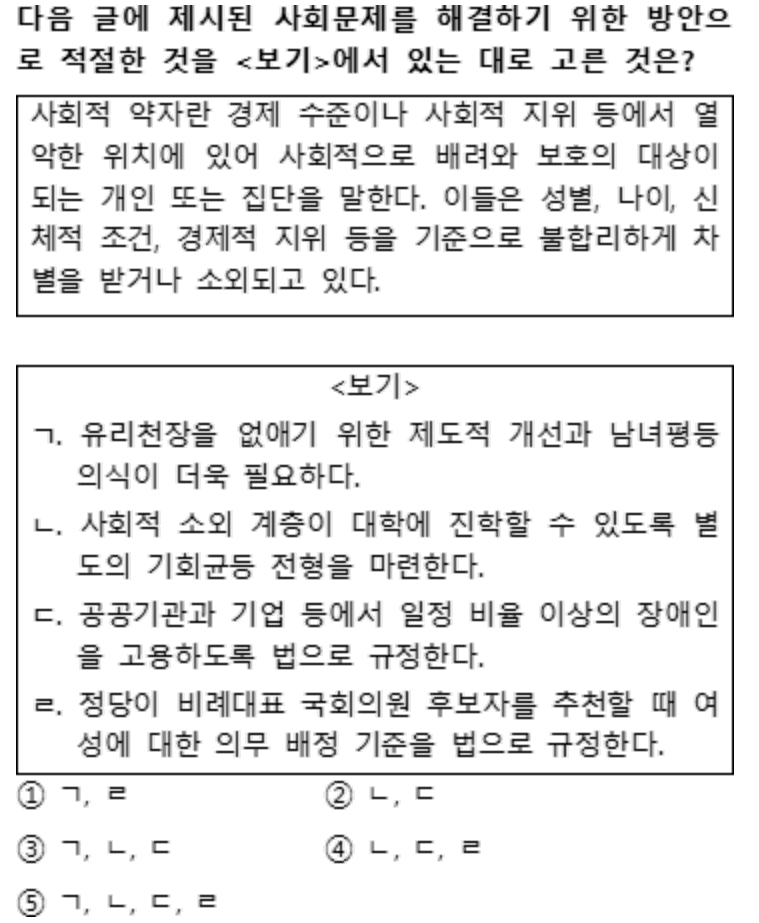 다음 글에 제시된 사회문제를 해결하기 위한 방안으
로 적절한 것을 <보기>에서 있는 대로 고른 것은?
사회적 약자란 경제 수준이나 사회적 지위 등에서 열
악한 위치에 있어 사회적으로 배려와 보호의 대상이
되는 개인 또는 집단을 말한다. 이들은 성별, 나이, 신
체적 조건, 경제적 지위 등을 기준으로 불합리하게 차
별을 받거나 소외되고 있다.
<보기>
ㄱ. 유리천장을 없애기 위한 제도적 개선과 남녀평등
의식이 더욱 필요하다.
ㄴ. 사회적 소외 계층이 대학에 진학할 수 있도록 별
도의 기회균등 전형을 마련한다.
ㄷ. 공공기관과 기업 등에서 일정 비율 이상의 장애인
을 고용하도록 법으로 규정한다.
ㄹ. 정당이 비례대표 국회의원 후보자를 추천할 때 여
성에 대한 의무 배정 기준을 법으로 규정한다.
① ㄱ, ㄹ ② ㄴ, ㄷ
③ ㄱ, ㄴ, ㄷ ④ ㄴ, ㄷ, ㄹ
⑤ ㄱ, ㄴ, ㄷ, ㄹ